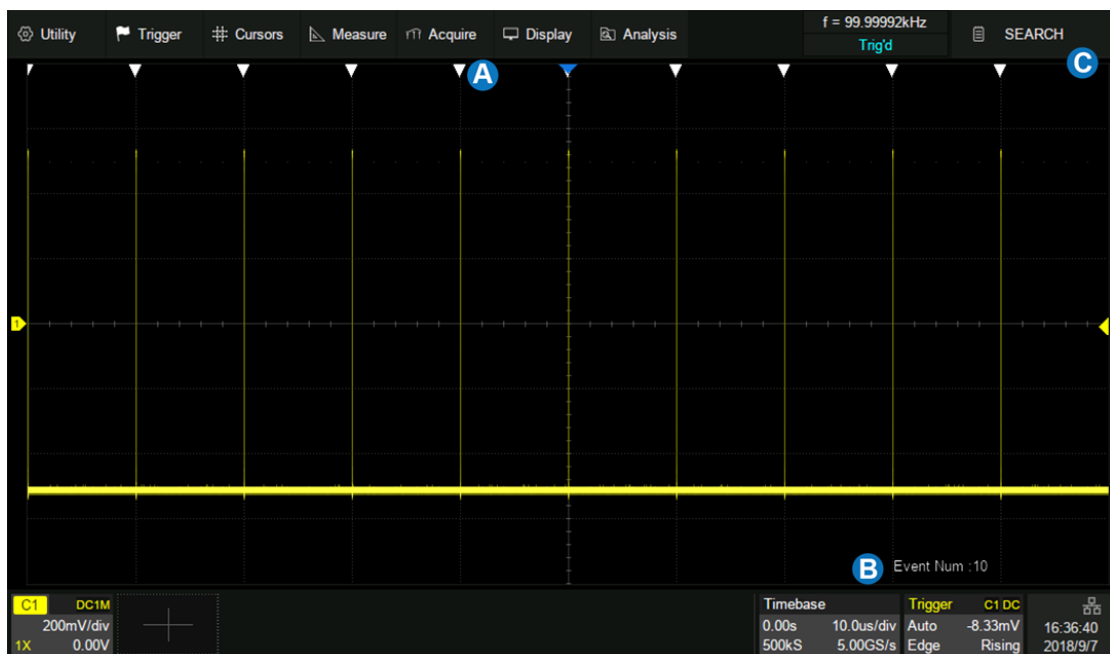 Utility Trigger Cursors Measure Acquire Display Analysis f = 99.99992kHz SEARCH
Trig'd
A
C
1
B Event Num :10
C1 DC1M Timebase Trigger C1 DC
200mV/div 0.00s 10.0us/div Auto -8.33mV 16:36:40
1X 0.00V 500kS 5.00GS/s Edge Rising 2018/9/7